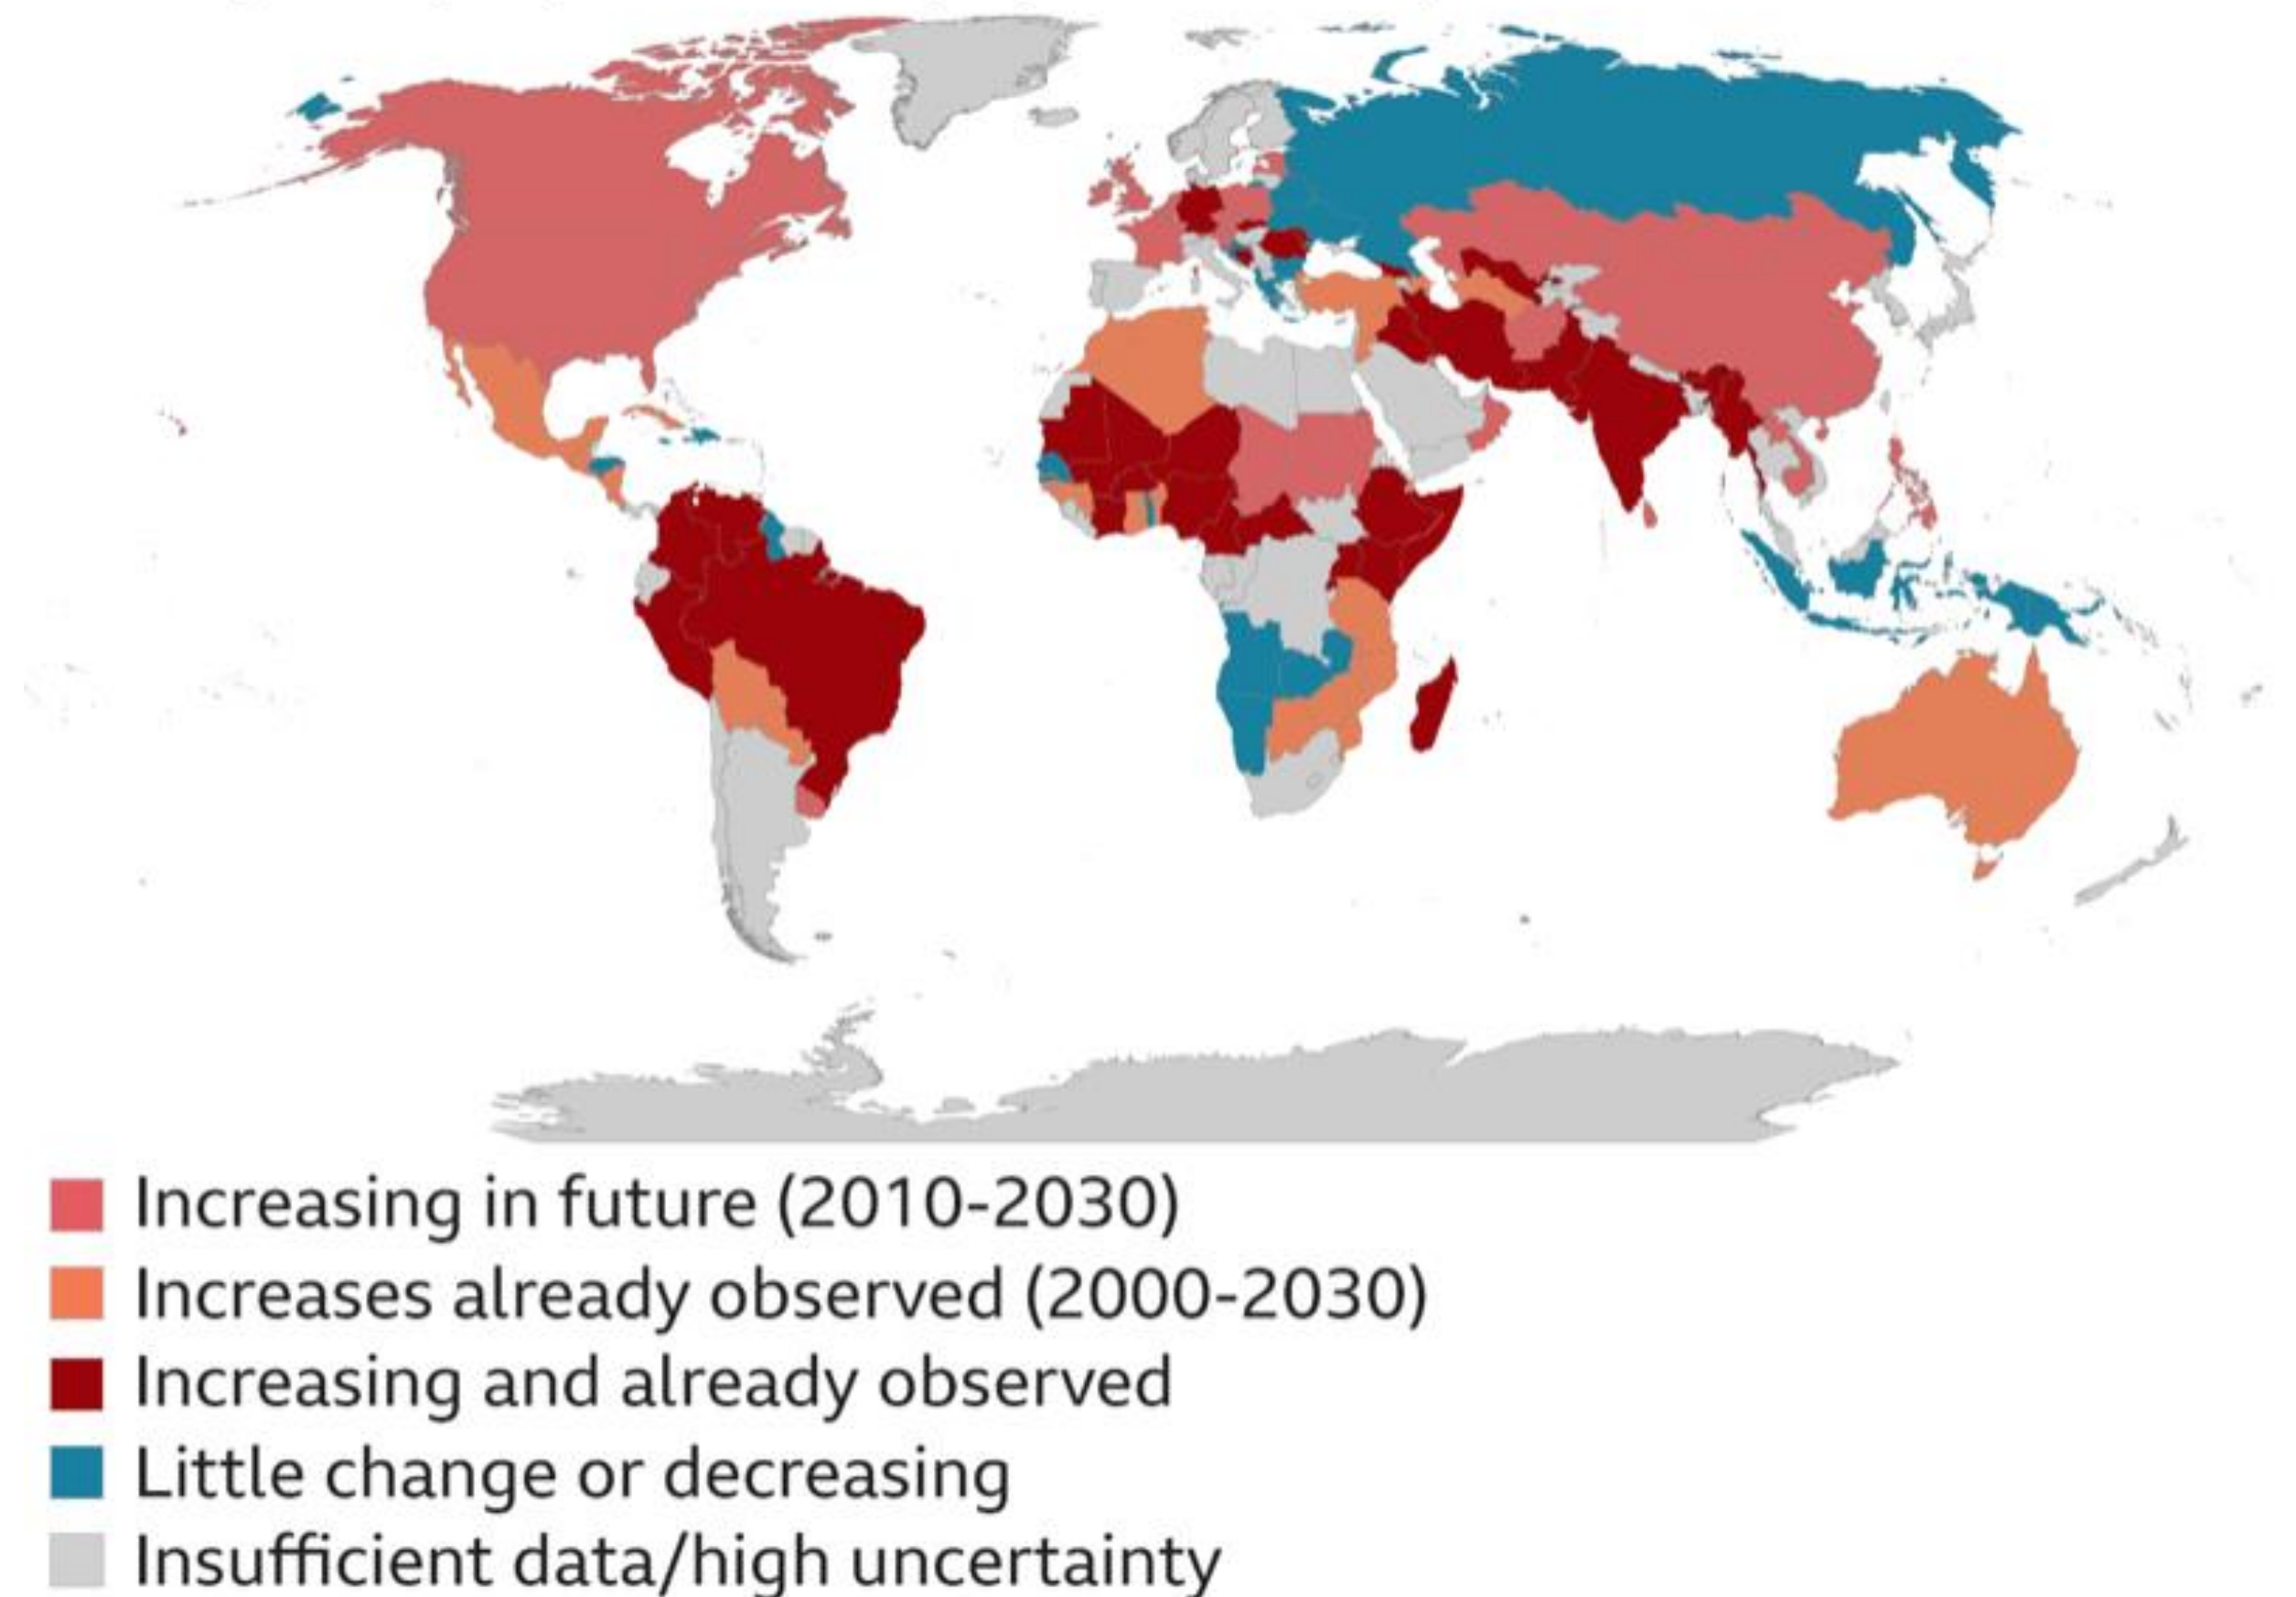 Increasing in future (2010-2030)
Increases already observed (2000-2030)
Increasing and already observed
Little change or decreasing
Insufficient data/high uncertainty